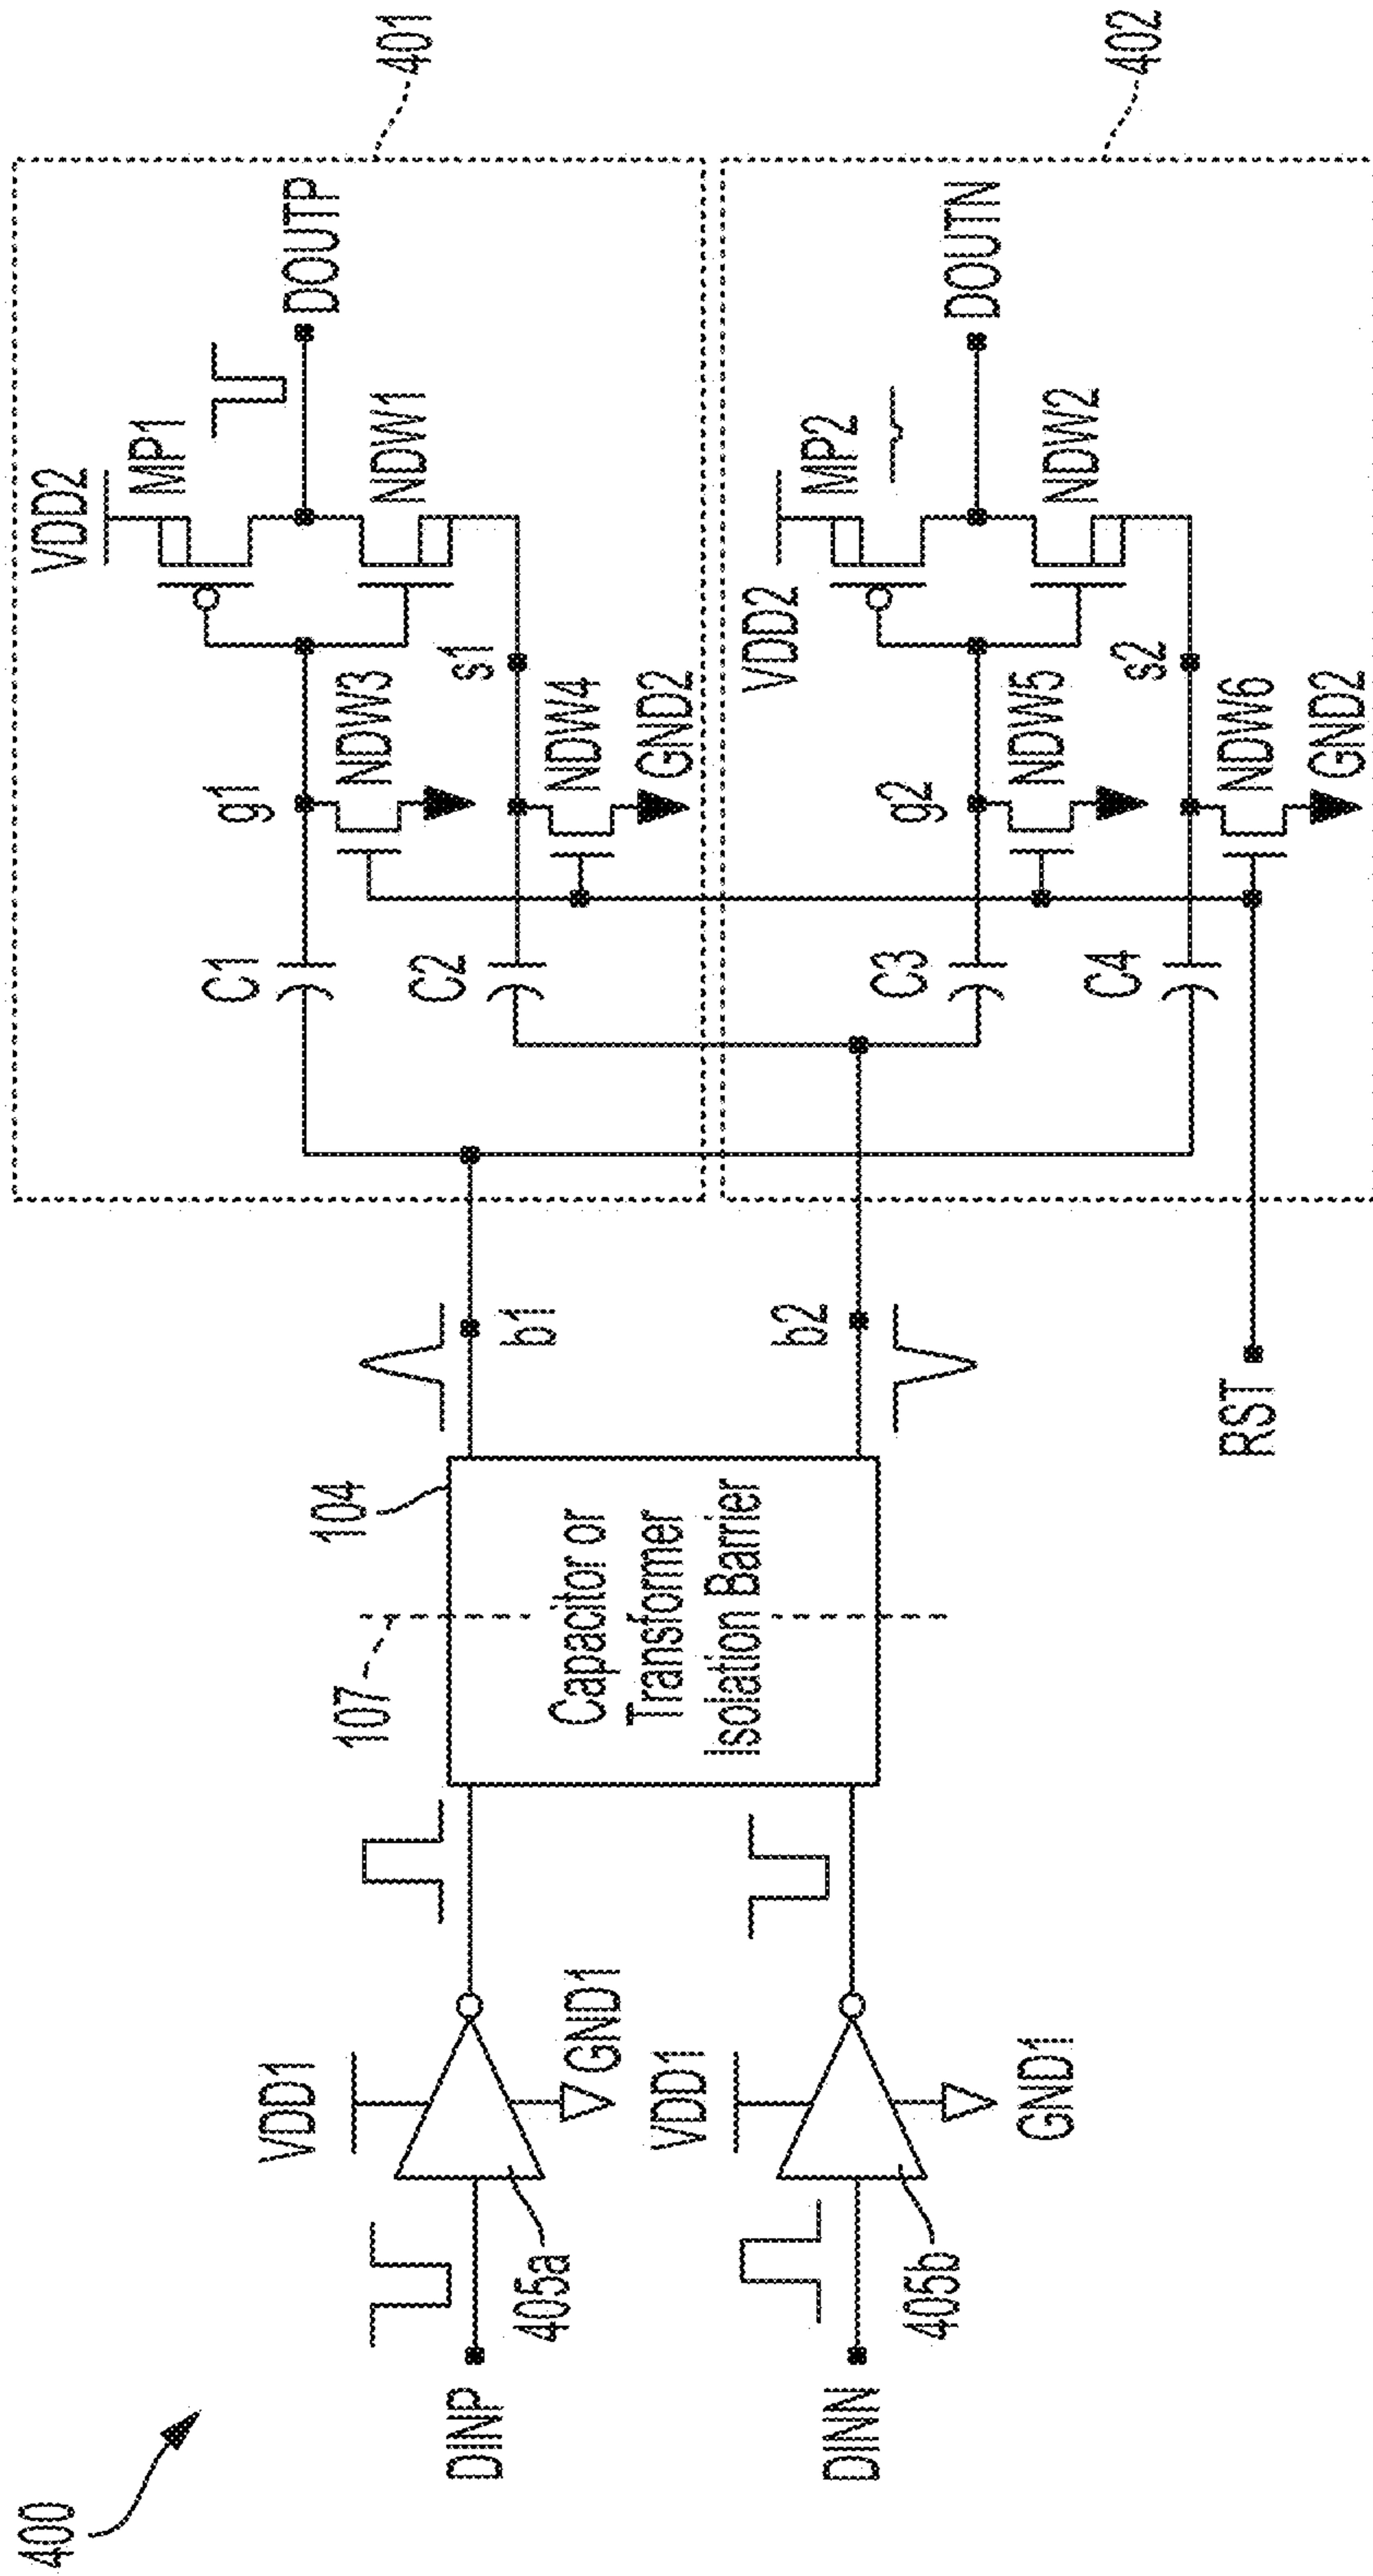 400
DINP
405a
VDD1
GND1
DINN
405b
VDD1
GND1
107
104
Capacitor or
Transformer
Isolation Barrier
b1
b2
RST
C1
C2
g1
NDW3
s1
NDW4
GND2
VDD2
MP1
NDW1
DOUTP
401
C3
C4
g2
NDW5
s2
NDW6
GND2
VDD2
MP2
NDW2
DOUTN
402